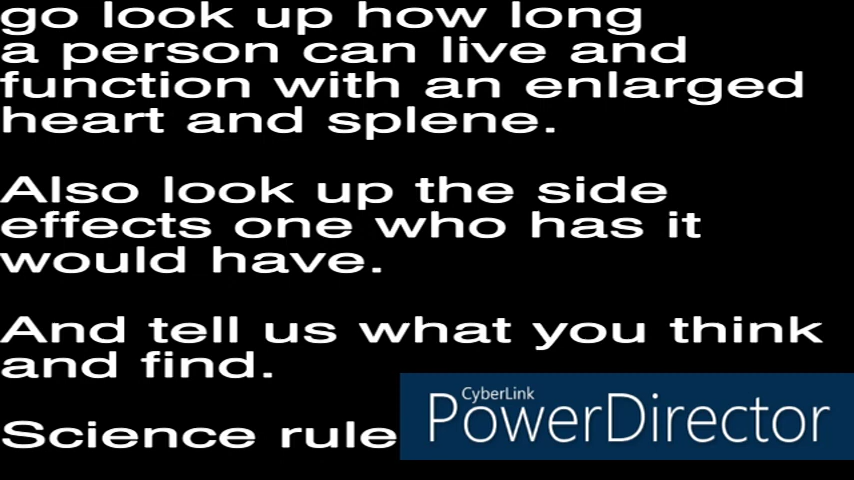 go look up how long
a person can live and
function with an enlarged
heart and splene.
Also look up the side
effects one who has it
would have.
And tell us what you think
and find.
Science rule
CyberLink
PowerDirector